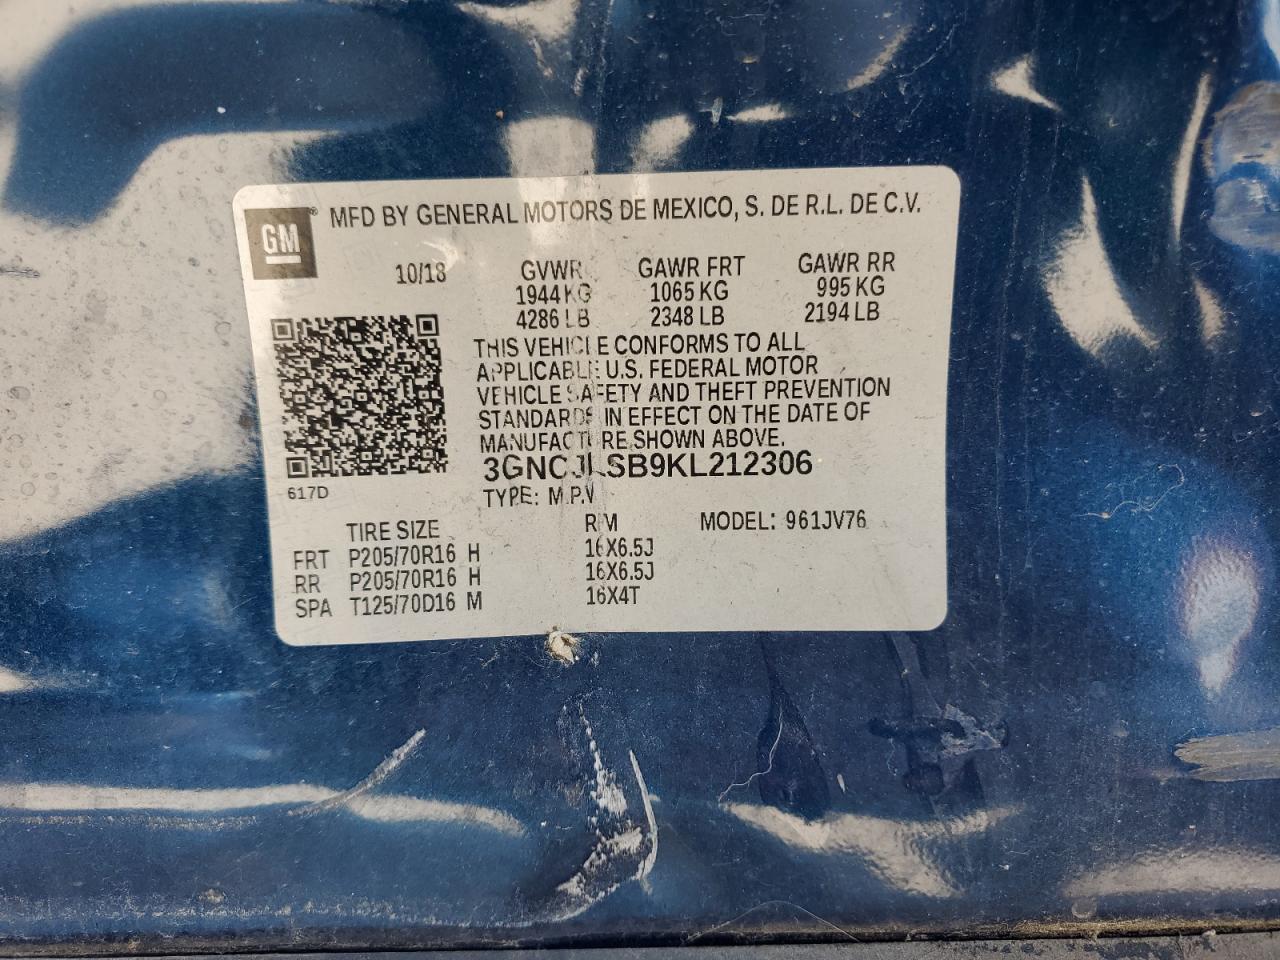 GM
MFD BY GENERAL MOTORS DE MEXICO, S. DE R.L. DE C.V.
10/18
GVWR GAWR FRT GAWR RR
1944 KG 1065 KG 995 KG
4286 LB 2348 LB 2194 LB
THIS VEHICLE CONFORMS TO ALL
APPLICABLE U.S. FEDERAL MOTOR
VEHICLE SAFETY AND THEFT PREVENTION
STANDARDS IN EFFECT ON THE DATE OF
MANUFACTURE SHOWN ABOVE.
3GNCJLSB9KL212306
617D
TYPE: M.P.V
TIRE SIZE RIM MODEL: 961JV76
FRT P205/70R16 H 16X6.5J
RR P205/70R16 H 16X6.5J
SPA T125/70D16 M 16X4T